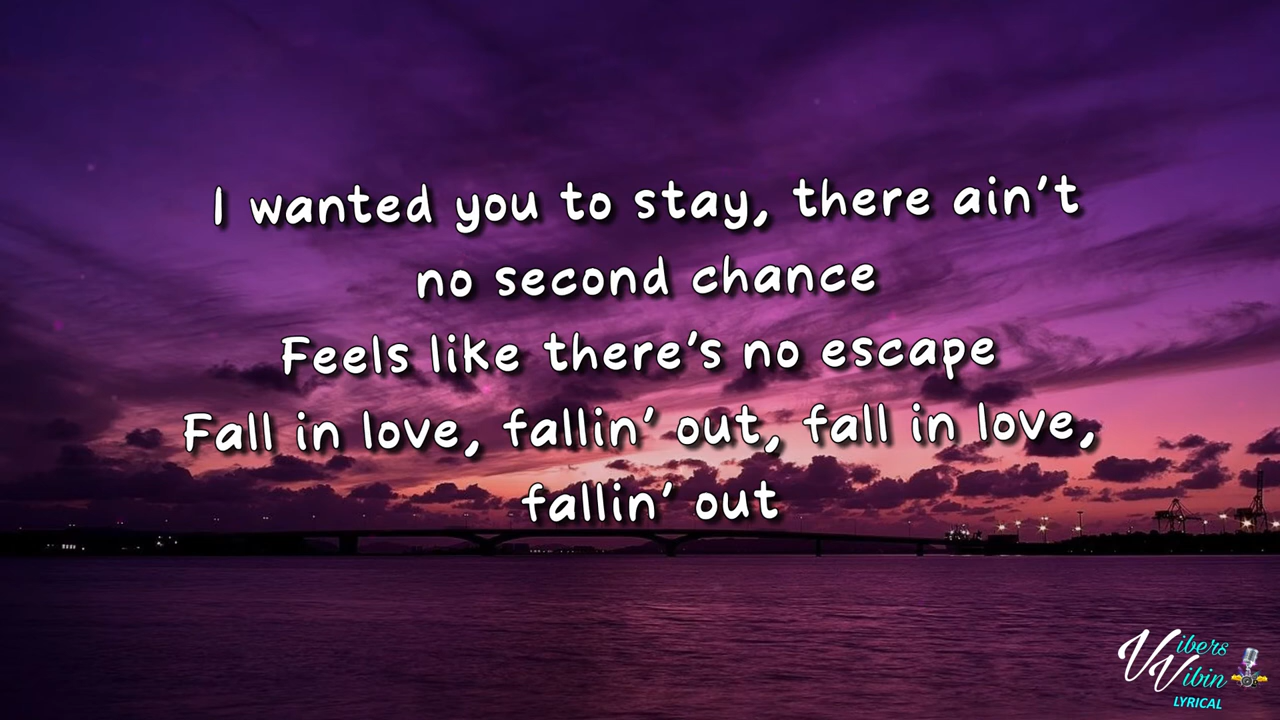 I wanted you to stay, there ain't
no second chance
Feels like there's no escape
Fall in love, fallin' out, fall in love,
fallin' out
Vibers
Vibin
LYRICAL